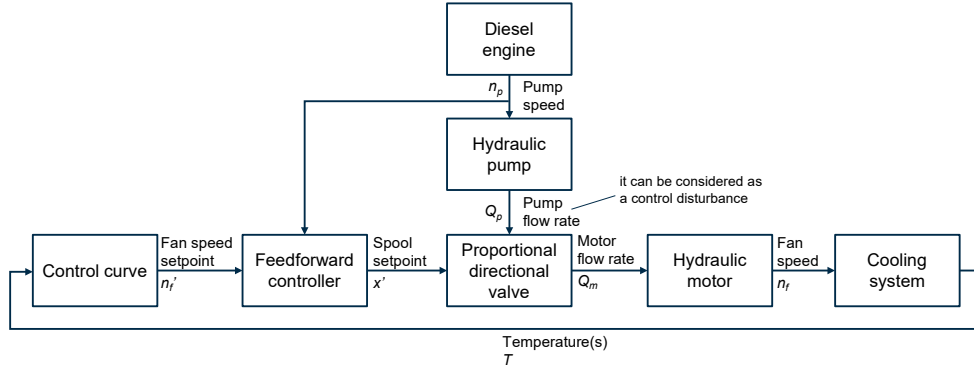 Diesel
engine
n_p
Pump
speed
Hydraulic
pump
it can be considered as
a control disturbance
Q_p
Pump
flow rate
Control curve
Fan speed
setpoint
n_f'
Feedforward
controller
Spool
setpoint
x'
Proportional
directional
valve
Motor
flow rate
Q_m
Hydraulic
motor
Fan
speed
n_f
Cooling
system
Temperature(s)
T